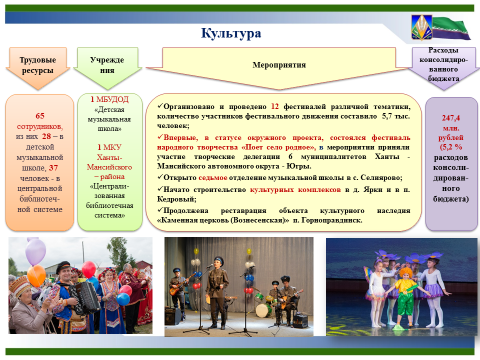 Культура
Трудовые
ресурсы
Учрежде
ния
Мероприятия
Расходы
консолидиро-
ванного
бюджета
65
сотрудников,
из них 28 – в
детской
музыкальной
школе, 37
человек - в
центральной
библиотеч-
ной системе
1 МБУДОД
«Детская
музыкальная
школа»
1 МКУ
Ханты-
Мансийского
– района
«Централи-
зованная
библиотечная
система»
✓Организовано и проведено 12 фестивалей различной тематики,
количество участников фестивального движения составило 5,7 тыс.
человек;
✓Впервые, в статусе окружного проекта, состоялся фестиваль
народного творчества «Поет село родное», в мероприятии приняли
участие творческие делегации 6 муниципалитетов Ханты -
Мансийского автономного округа - Югры.
✓Открыто седьмое отделение музыкальной школы в с. Селиярово;
✓Начато строительство культурных комплексов в д. Ярки и в п.
Кедровый;
✓Продолжена реставрация объекта культурного наследия
«Каменная церковь (Вознесенская)» п. Горноправдинск.
247,4
млн.
рублей
(5,2 %
расходов
консоли-
дирован-
ного
бюджета)